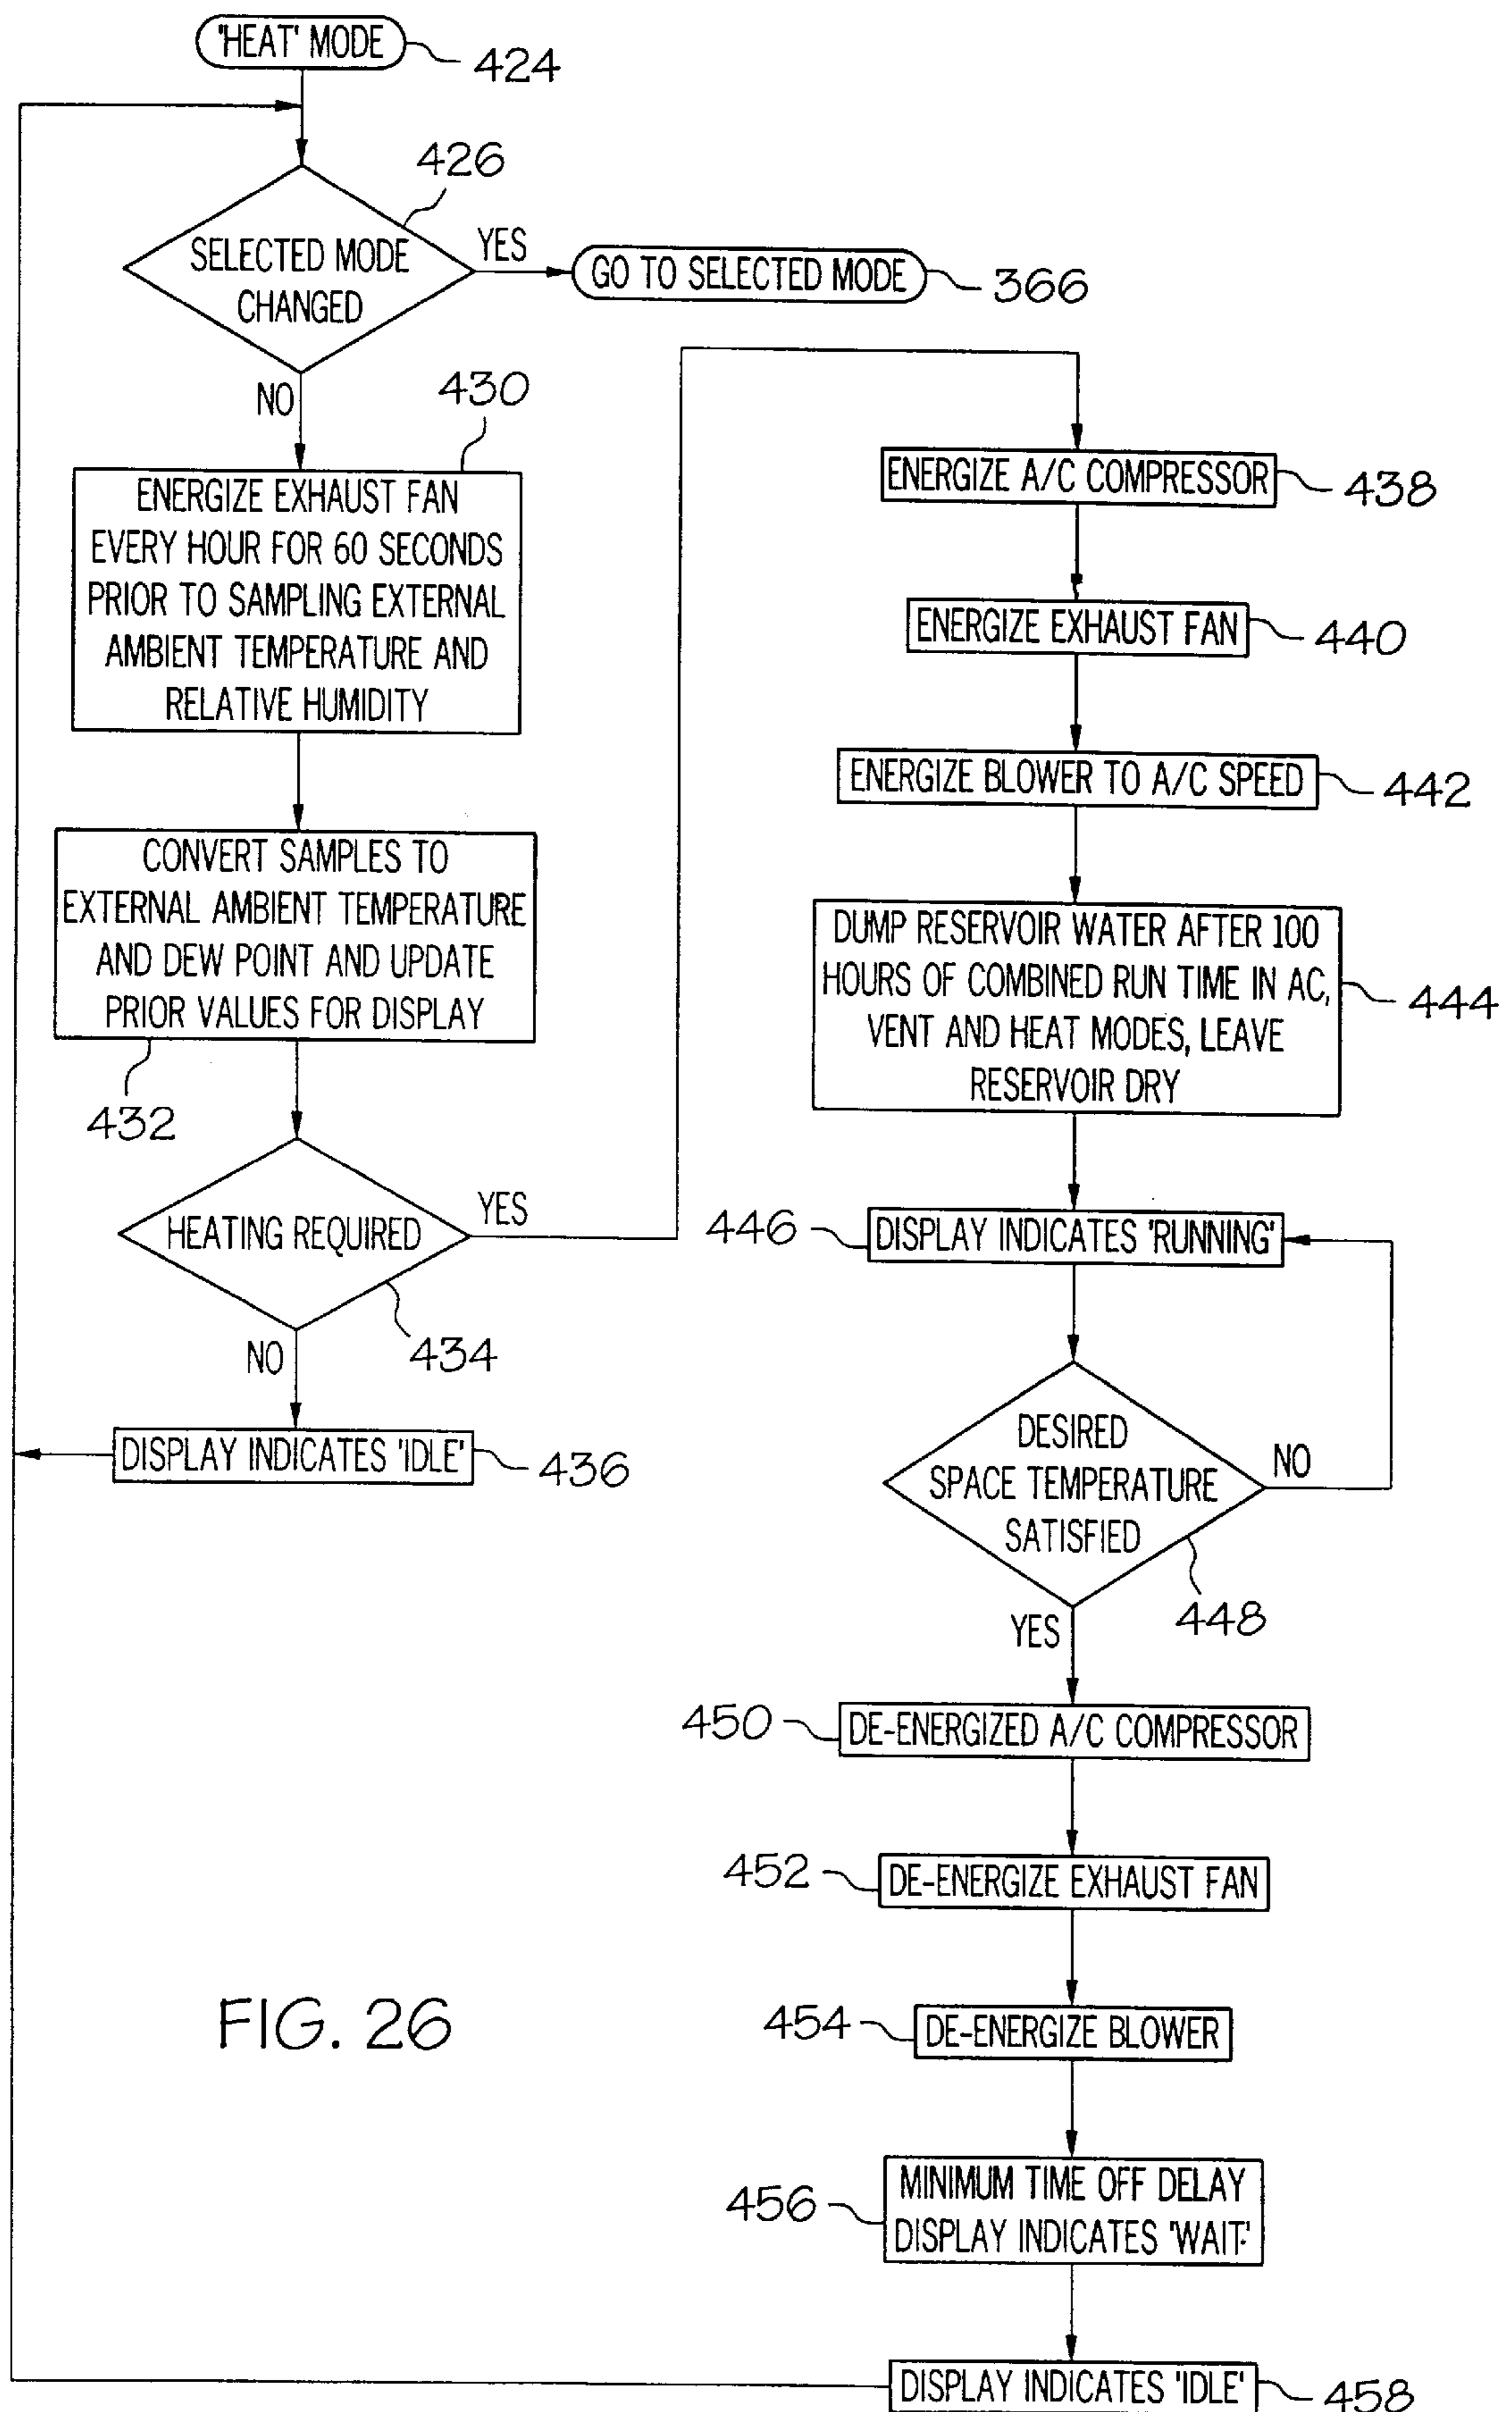 'HEAT' MODE
424
426
SELECTED MODE
CHANGED
YES
GO TO SELECTED MODE
366
NO
430
ENERGIZE EXHAUST FAN
EVERY HOUR FOR 60 SECONDS
PRIOR TO SAMPLING EXTERNAL
AMBIENT TEMPERATURE AND
RELATIVE HUMIDITY
CONVERT SAMPLES TO
EXTERNAL AMBIENT TEMPERATURE
AND DEW POINT AND UPDATE
PRIOR VALUES FOR DISPLAY
432
HEATING REQUIRED
YES
434
NO
DISPLAY INDICATES 'IDLE'
436
ENERGIZE A/C COMPRESSOR
438
ENERGIZE EXHAUST FAN
440
ENERGIZE BLOWER TO A/C SPEED
442
DUMP RESERVOIR WATER AFTER 100
HOURS OF COMBINED RUN TIME IN AC,
VENT AND HEAT MODES, LEAVE
RESERVOIR DRY
444
446
DISPLAY INDICATES 'RUNNING'
DESIRED
SPACE TEMPERATURE
SATISFIED
NO
448
YES
450
DE-ENERGIZED A/C COMPRESSOR
452
DE-ENERGIZE EXHAUST FAN
454
DE-ENERGIZE BLOWER
456
MINIMUM TIME OFF DELAY
DISPLAY INDICATES 'WAIT.'
DISPLAY INDICATES 'IDLE'
458
FIG. 26